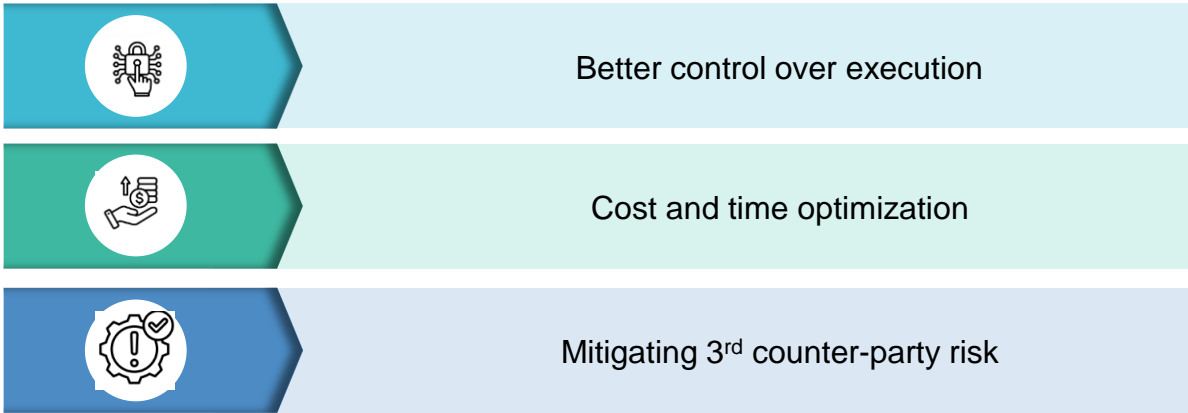 Better control over execution
Cost and time optimization
Mitigating 3rd counter-party risk